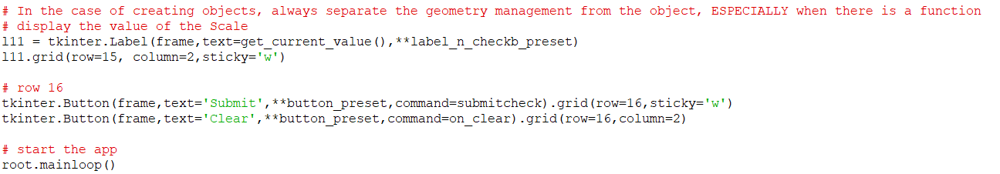 # In the case of creating objects, always separate the geometry management from the object, ESPECIALLY when there is a function
# display the value of the Scale
l11 = tkinter.Label(frame,text=get_current_value(),**label_n_checkb_preset)
l11.grid(row=15, column=2,sticky='w')
# row 16
tkinter.Button(frame,text='Submit',**button_preset,command=submitcheck).grid(row=16,sticky='w')
tkinter.Button(frame,text='Clear',**button_preset,command=on_clear).grid(row=16,column=2)
# start the app
root.mainloop()